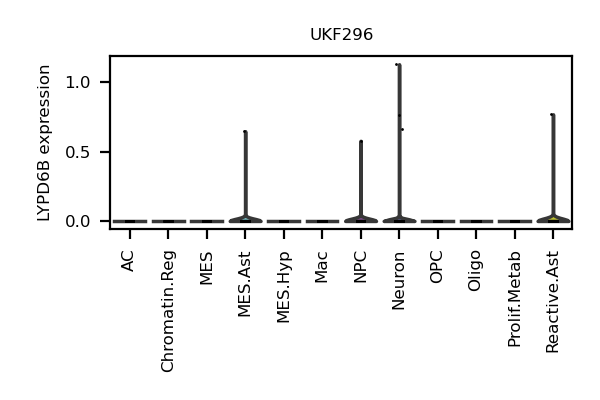 UKF296
LYPD6B expression
1.0
0.5
0.0
AC
Chromatin.Reg
MES
MES.Ast
MES.Hyp
Mac
NPC
Neuron
OPC
Oligo
Prolif.Metab
Reactive.Ast